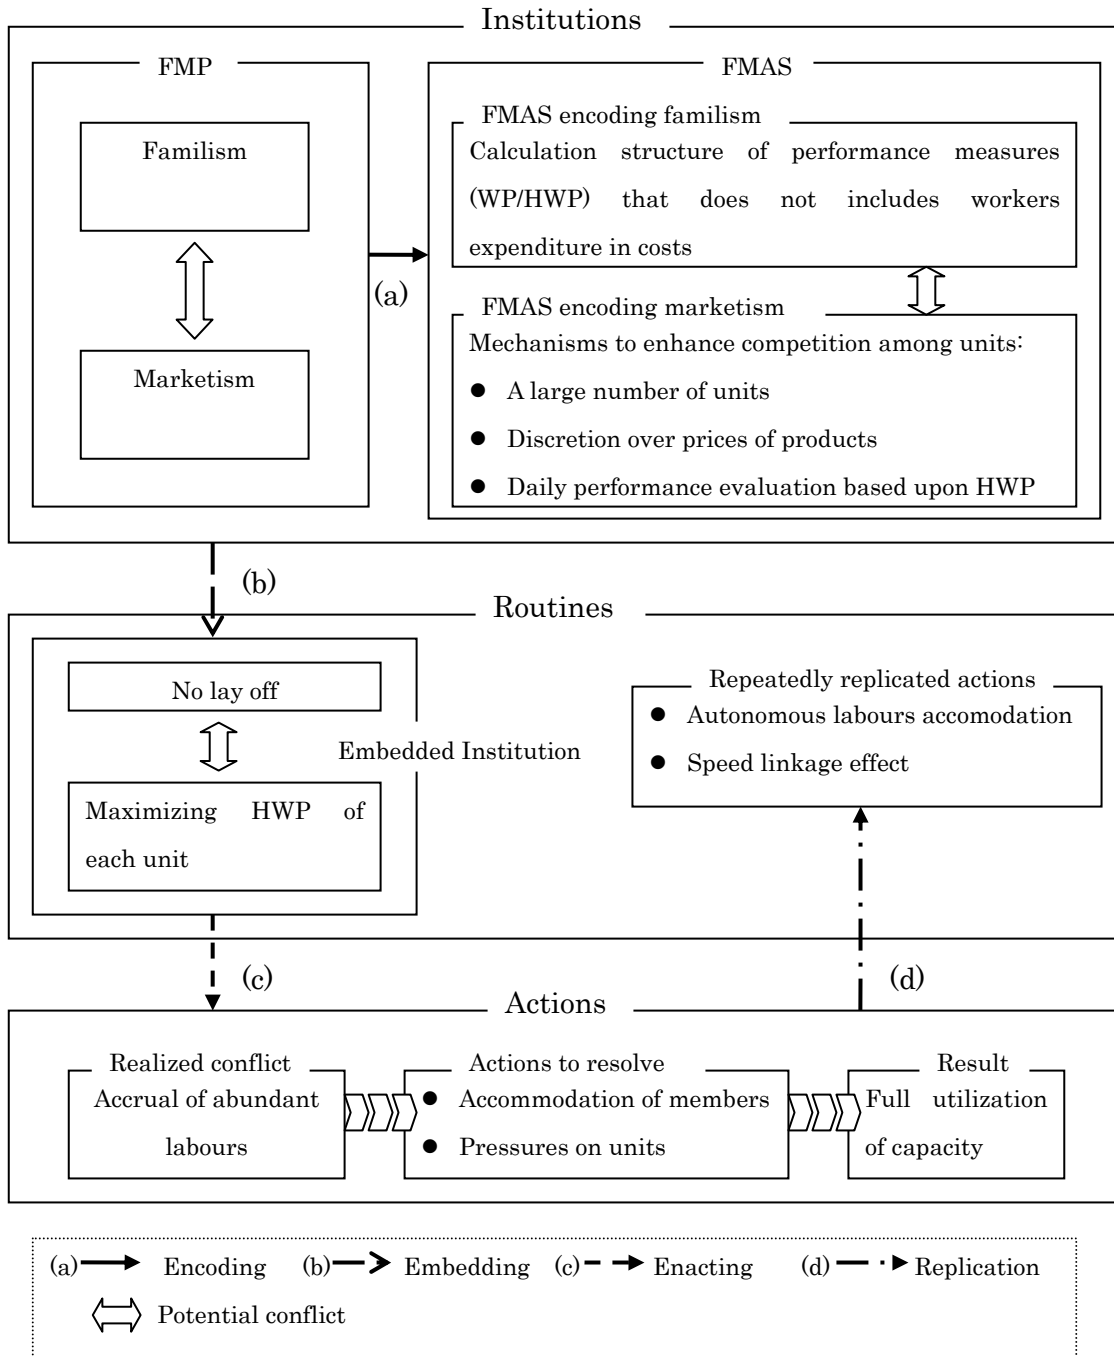 Institutions
FMP
Familism
Marketism
(a)
FMAS
FMAS encoding familism
Calculation structure of performance measures
(WP/HWP) that does not includes workers
expenditure in costs
FMAS encoding marketism
Mechanisms to enhance competition among units:
● A large number of units
● Discretion over prices of products
● Daily performance evaluation based upon HWP
(b)
Routines
No lay off
Embedded Institution
Maximizing HWP of
each unit
Repeatedly replicated actions
● Autonomous labours accomodation
● Speed linkage effect
(c)
(d)
Actions
Realized conflict
Accrual of abundant
labours
Actions to resolve
● Accommodation of members
● Pressures on units
Result
Full utilization
of capacity
(a) Encoding (b) Embedding (c) Enacting (d) Replication
Potential conflict